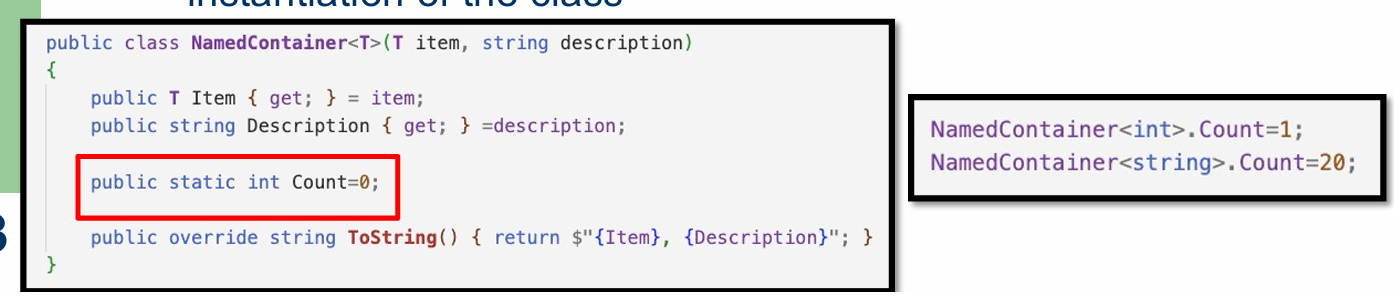 instantiation of the class
public class NamedContainer<T>(T item, string description)
{
public T Item { get; } = item;
public string Description { get; } =description;
public static int Count=0;
public override string ToString() { return $"{Item}, {Description}"; }
}
NamedContainer<int>.Count=1;
NamedContainer<string>.Count=20;